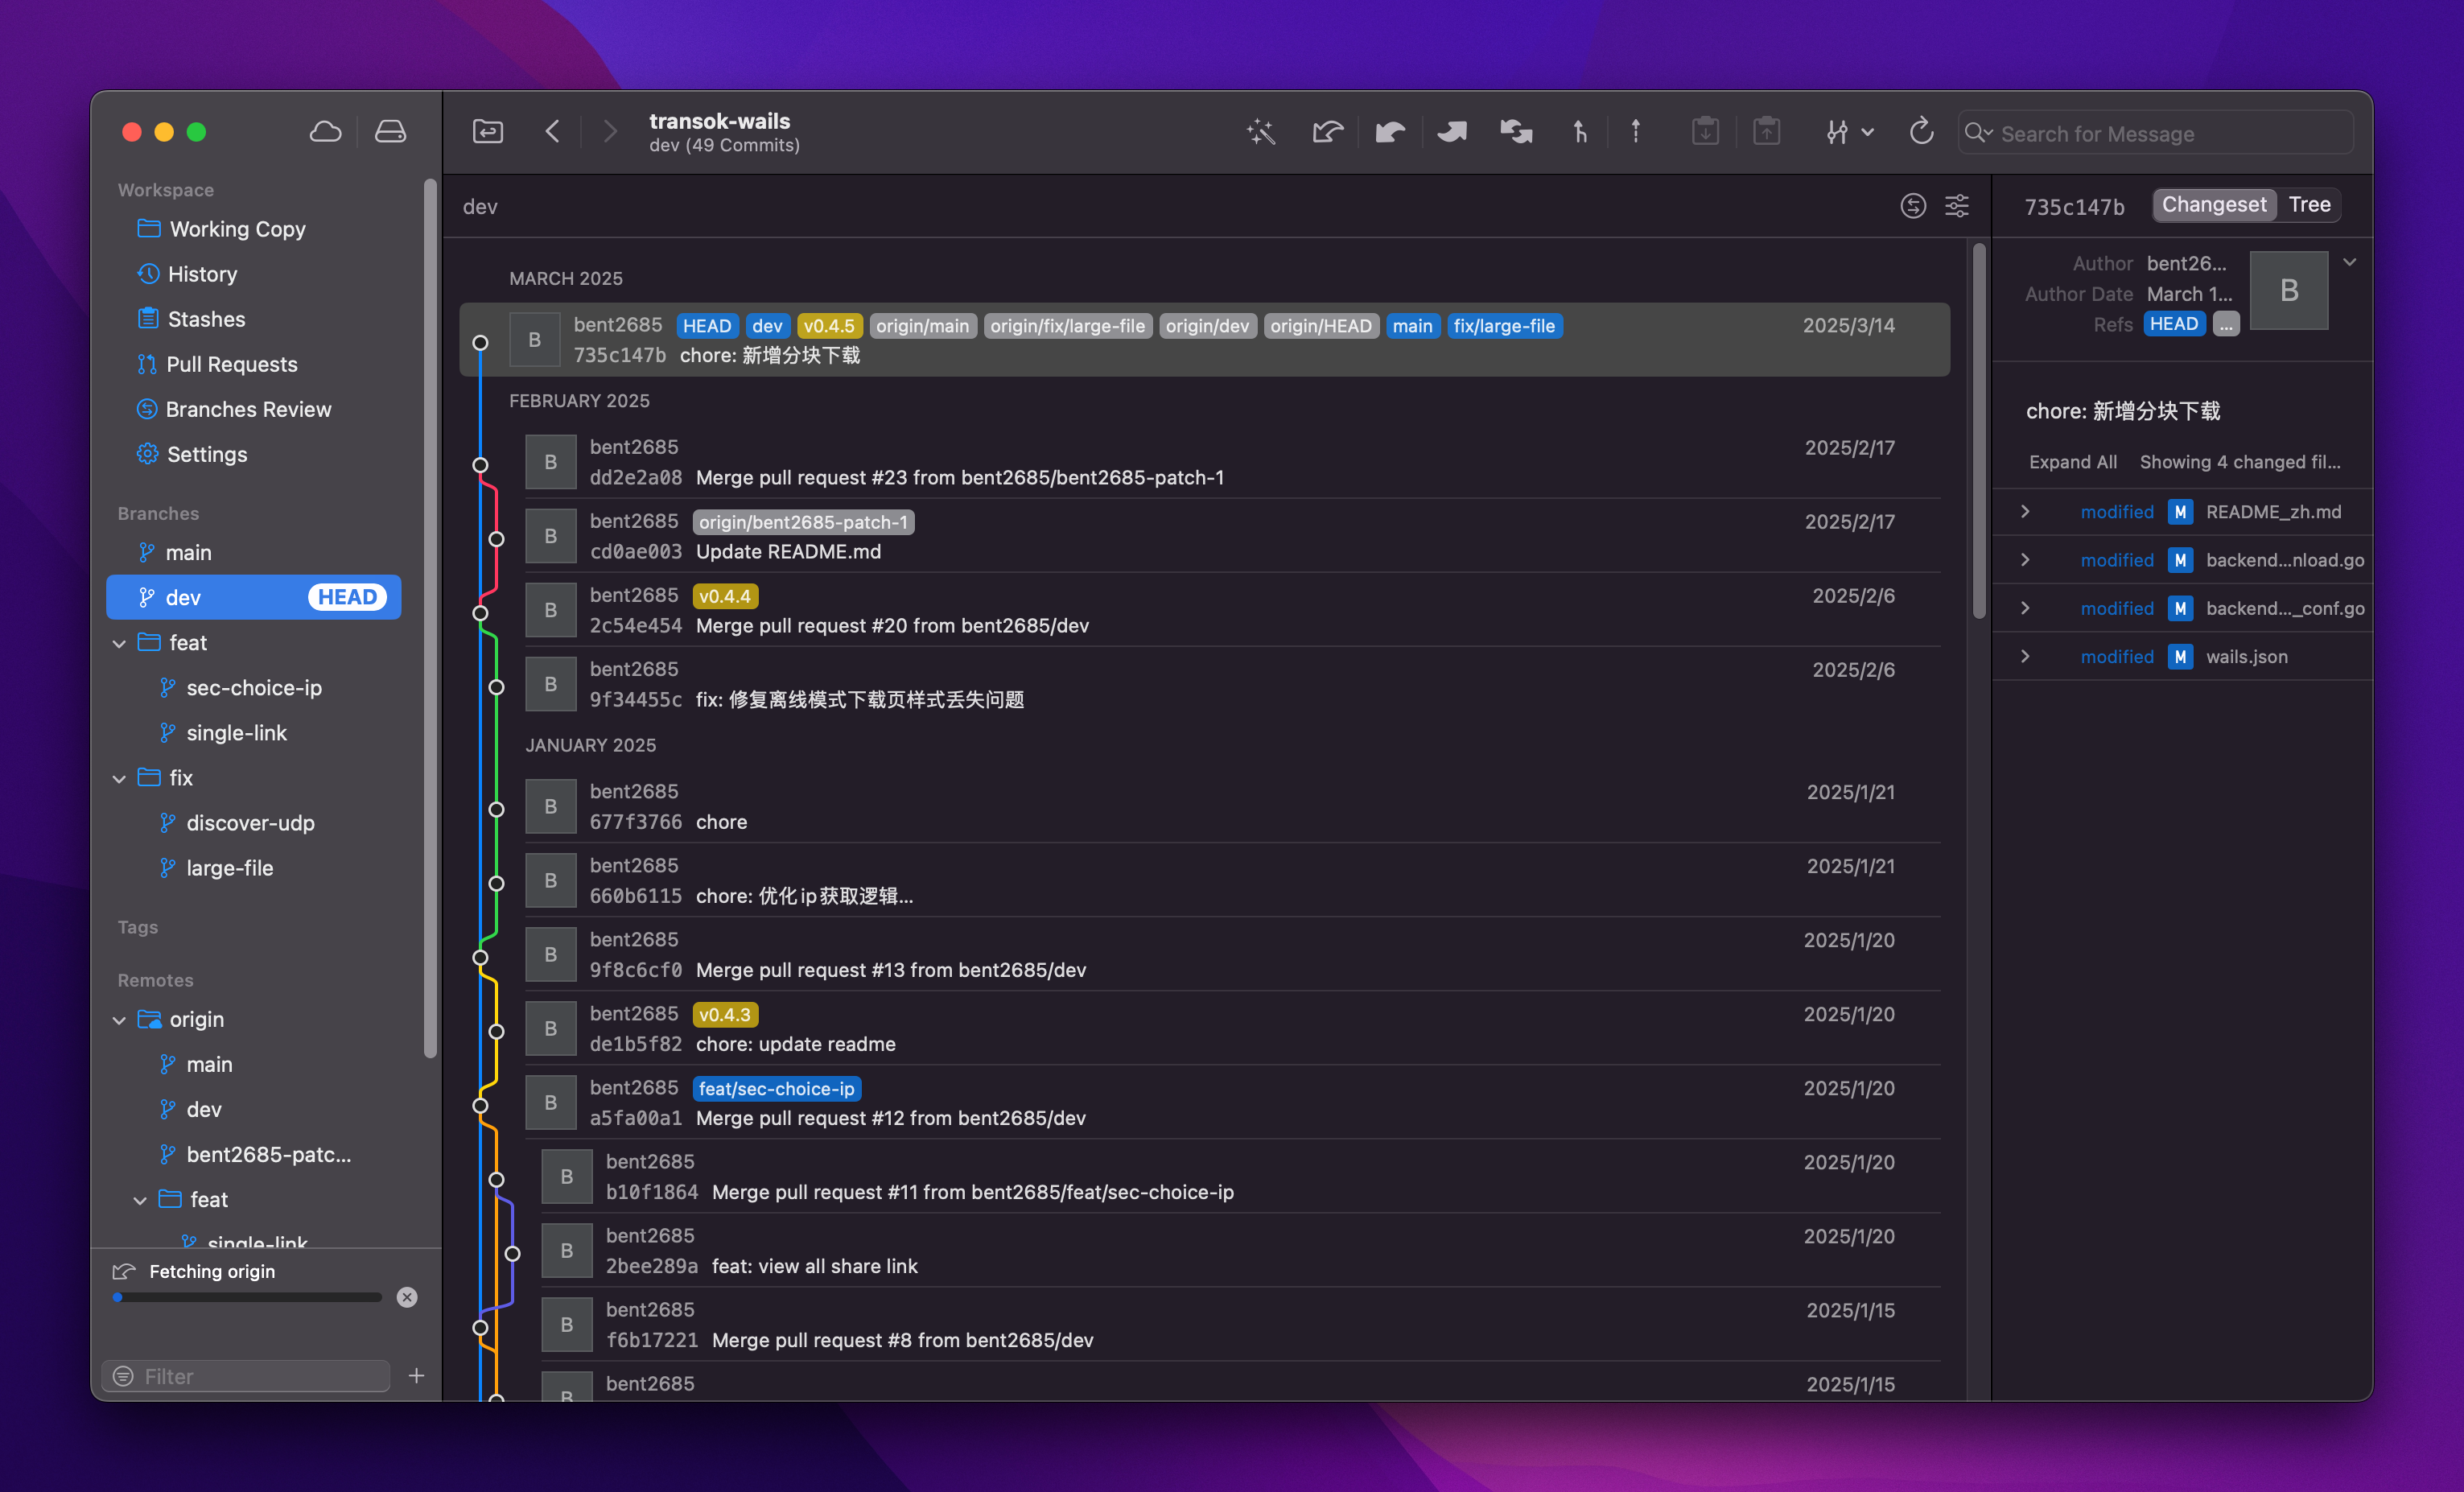 Workspace
Working Copy
History
Stashes
Pull Requests
Branches Review
Settings
Branches
main
dev HEAD
feat
sec-choice-ip
single-link
fix
discover-udp
large-file
Tags
Remotes
origin
main
dev
bent2685-patc...
feat
single-link
Fetching origin
Filter
transok-wails
dev (49 Commits)
Search for Message
dev
MARCH 2025
B
bent2685 HEAD dev v0.4.5 origin/main origin/fix/large-file origin/dev origin/HEAD main fix/large-file 2025/3/14
735c147b chore: 新增分块下载
FEBRUARY 2025
B
bent2685 2025/2/17
dd2e2a08 Merge pull request #23 from bent2685/bent2685-patch-1
B
bent2685 origin/bent2685-patch-1 2025/2/17
cd0ae003 Update README.md
B
bent2685 v0.4.4 2025/2/6
2c54e454 Merge pull request #20 from bent2685/dev
B
bent2685 2025/2/6
9f34455c fix: 修复离线模式下载页样式丢失问题
JANUARY 2025
B
bent2685 2025/1/21
677f3766 chore
B
bent2685 2025/1/21
660b6115 chore: 优化ip获取逻辑...
B
bent2685 2025/1/20
9f8c6cf0 Merge pull request #13 from bent2685/dev
B
bent2685 v0.4.3 2025/1/20
de1b5f82 chore: update readme
B
bent2685 feat/sec-choice-ip 2025/1/20
a5fa00a1 Merge pull request #12 from bent2685/dev
B
bent2685 2025/1/20
b10f1864 Merge pull request #11 from bent2685/feat/sec-choice-ip
B
bent2685 2025/1/20
2bee289a feat: view all share link
B
bent2685 2025/1/15
f6b17221 Merge pull request #8 from bent2685/dev
B
bent2685 2025/1/15
735c147b Changeset Tree
Author bent26...
Author Date March 1...
Refs HEAD ...
B
chore: 新增分块下载
Expand All Showing 4 changed fil...
modified M README_zh.md
modified M backend...nload.go
modified M backend..._conf.go
modified M wails.json